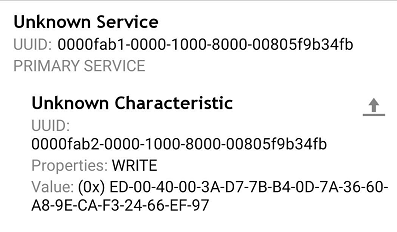 Unknown Service
UUID: 0000fab1-0000-1000-8000-00805f9b34fb
PRIMARY SERVICE
Unknown Characteristic
UUID:
0000fab2-0000-1000-8000-00805f9b34fb
Properties: WRITE
Value: (0x) ED-00-40-00-3A-D7-7B-B4-0D-7A-36-60-
A8-9E-CA-F3-24-66-EF-97